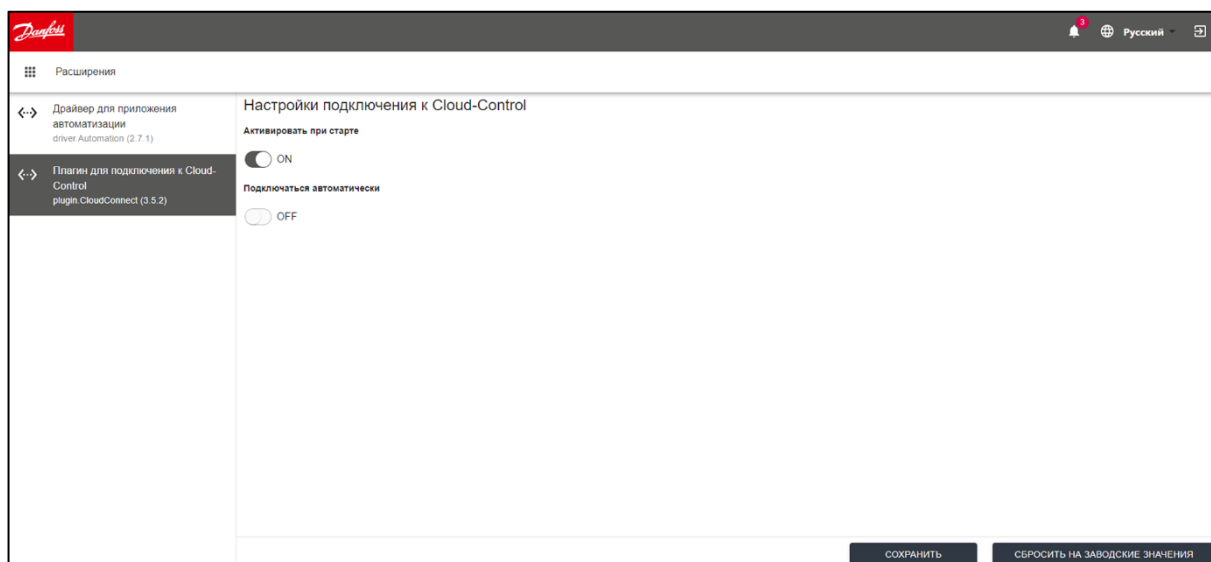 Danfoss
3
Русский
Расширения
Драйвер для приложения
автоматизации
driver.Automation (2.7.1)
Плагин для подключения к Cloud-
Control
plugin.CloudConnect (3.5.2)
Настройки подключения к Cloud-Control
Активировать при старте
ON
Подключаться автоматически
OFF
СОХРАНИТЬ
СБРОСИТЬ НА ЗАВОДСКИЕ ЗНАЧЕНИЯ